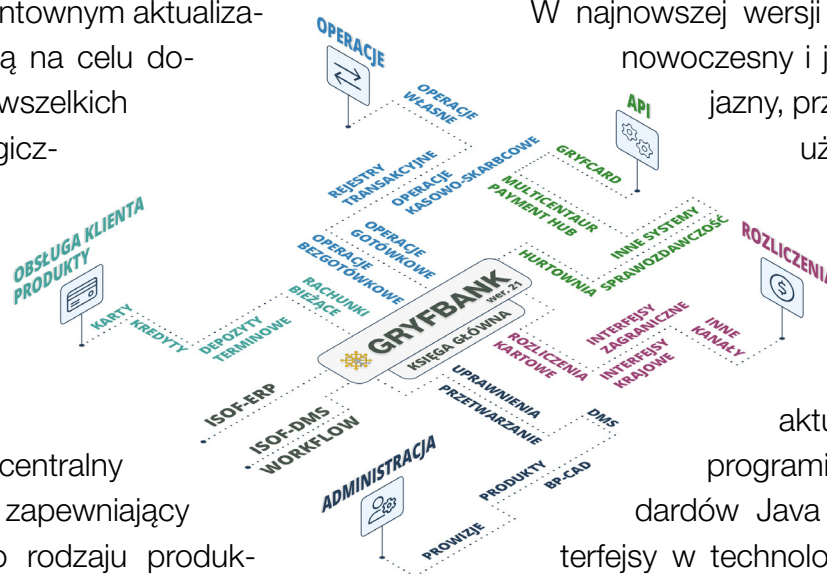 ntownym aktualiza-
ą na celu do-
wszelkich
gicz-
W najnowszej wersji
nowoczesny i j
jazny, prz
uż
OPERACJE
OPERACJE
WŁASNE
REJESTRY
TRANSAKCYJNE
OPERACJE
KASOWO-SKARBCOWE
OPERACJE
GOTÓWKOWE
OPERACJE
BEZGOTÓWKOWE
API
GRYFCARD
MULTICENTAUR
PAYMENT HUB
INNE SYSTEMY
SPRAWOZDAWCZOŚĆ
HURTOWNIA
OBSŁUGA KLIENTA
PRODUKTY
KARTY
KREDYTY
DEPOZYTY
TERMINOWE
RACHUNKI
BIEŻĄCE
GRYFBANK
wer. 21
KSIĘGA GŁÓWNA
ROZLICZENIA
ROZLICZENIA
KARTOWE
INTERFEJSY
ZAGRANICZNE
INTERFEJSY
KRAJOWE
INNE
KANAŁY
ISOF-ERP
ISOF-DMS
WORKFLOW
ADMINISTRACJA
UPRAWNIENIA
PRZETWARZANIE
DMS
BP-CAD
PRODUKTY
PROWIZJE
centralny
zapewniający
o rodzaju produk-
aktu
programi
dardów Java
terfejsy w technolo